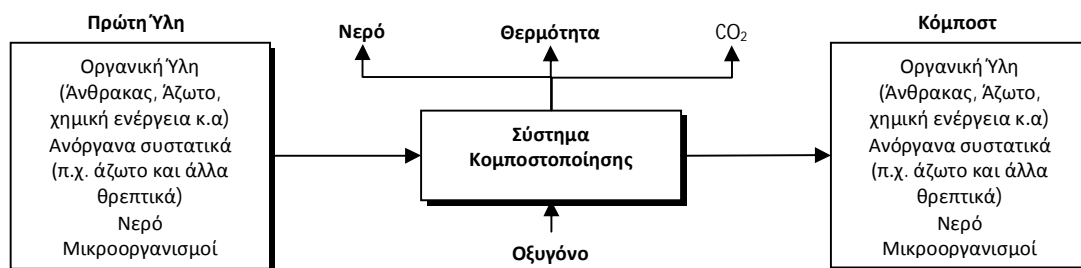 Πρώτη Ύλη
Οργανική Ύλη
(Άνθρακας, Άζωτο,
χημική ενέργεια κ.α)
Ανόργανα συστατικά
(π.χ. άζωτο και άλλα
θρεπτικά)
Νερό
Μικροοργανισμοί
Νερό
Θερμότητα
CO₂
Σύστημα
Κομποστοποίησης
Οξυγόνο
Κόμποστ
Οργανική Ύλη
(Άνθρακας, Άζωτο,
χημική ενέργεια κ.α)
Ανόργανα συστατικά
(π.χ. άζωτο και άλλα
θρεπτικά)
Νερό
Μικροοργανισμοί